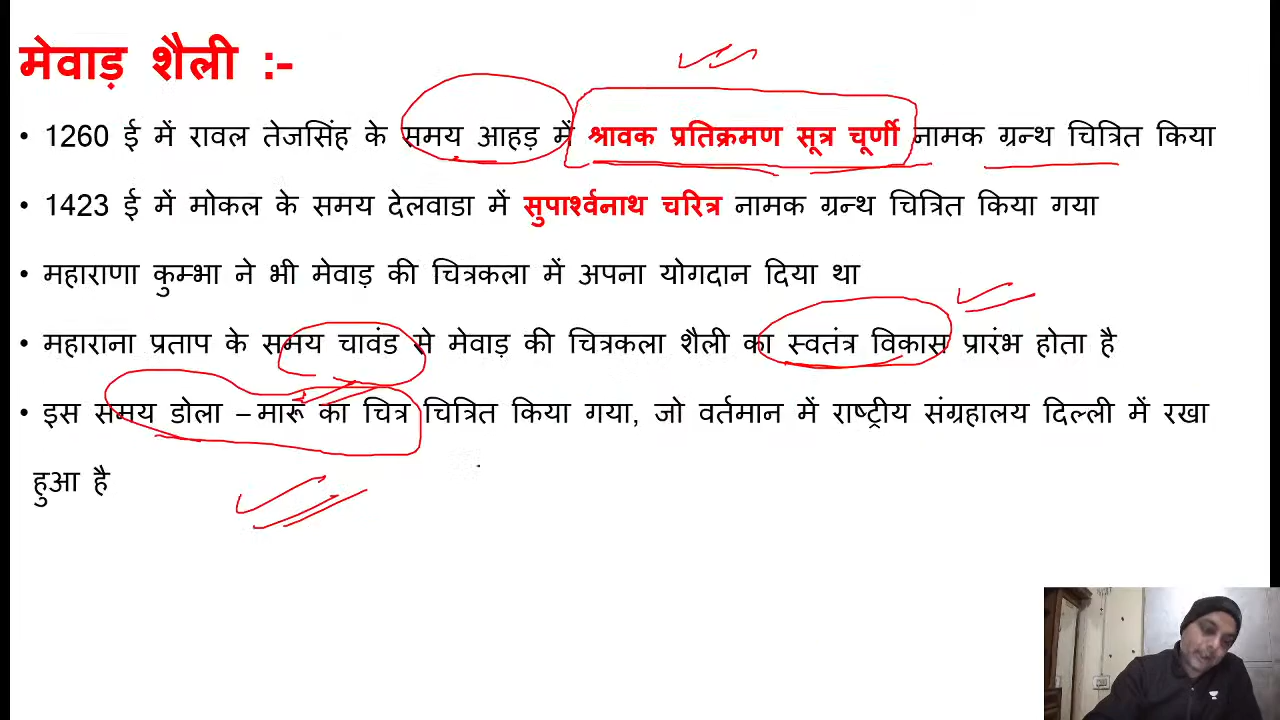 मेवाड़ शैली :-
• 1260 ई में रावल तेजसिंह के समय आहड़ में श्रावक प्रतिक्रमण सूत्र चूर्णी नामक ग्रन्थ चित्रित किया
• 1423 ई में मोकल के समय देलवाडा में सुपार्श्वनाथ चरित्र नामक ग्रन्थ चित्रित किया गया
• महाराणा कुम्भा ने भी मेवाड़ की चित्रकला में अपना योगदान दिया था
• महाराना प्रताप के समय चावंड से मेवाड़ की चित्रकला शैली का स्वतंत्र विकास प्रारंभ होता है
• इस समय डोला – मारू का चित्र चित्रित किया गया, जो वर्तमान में राष्ट्रीय संग्रहालय दिल्ली में रखा
हुआ है